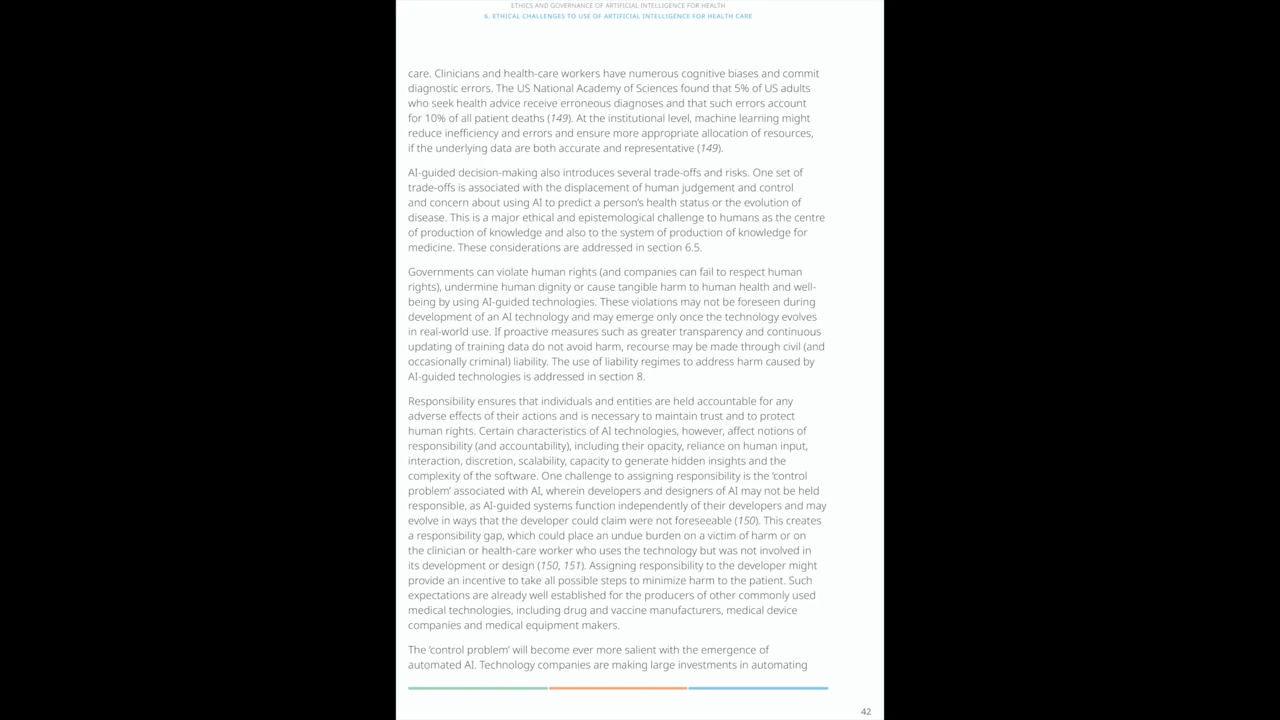 ETHICS AND GOVERNANCE OF ARTIFICIAL INTELLIGENCE FOR HEALTH
6. ETHICAL CHALLENGES TO USE OF ARTIFICIAL INTELLIGENCE FOR HEALTH CARE
care. Clinicians and health-care workers have numerous cognitive biases and commit
diagnostic errors. The US National Academy of Sciences found that 5% of US adults
who seek health advice receive erroneous diagnoses and that such errors account
for 10% of all patient deaths (149). At the institutional level, machine learning might
reduce inefficiency and errors and ensure more appropriate allocation of resources,
if the underlying data are both accurate and representative (149).
AI-guided decision-making also introduces several trade-offs and risks. One set of
trade-offs is associated with the displacement of human judgement and control
and concern about using AI to predict a person's health status or the evolution of
disease. This is a major ethical and epistemological challenge to humans as the centre
of production of knowledge and also to the system of production of knowledge for
medicine. These considerations are addressed in section 6.5.
Governments can violate human rights (and companies can fail to respect human
rights), undermine human dignity or cause tangible harm to human health and well-
being by using AI-guided technologies. These violations may not be foreseen during
development of an AI technology and may emerge only once the technology evolves
in real-world use. If proactive measures such as greater transparency and continuous
updating of training data do not avoid harm, recourse may be made through civil (and
occasionally criminal) liability. The use of liability regimes to address harm caused by
AI-guided technologies is addressed in section 8.
Responsibility ensures that individuals and entities are held accountable for any
adverse effects of their actions and is necessary to maintain trust and to protect
human rights. Certain characteristics of AI technologies, however, affect notions of
responsibility (and accountability), including their opacity, reliance on human input,
interaction, discretion, scalability, capacity to generate hidden insights and the
complexity of the software. One challenge to assigning responsibility is the 'control
problem' associated with AI, wherein developers and designers of AI may not be held
responsible, as AI-guided systems function independently of their developers and may
evolve in ways that the developer could claim were not foreseeable (150). This creates
a responsibility gap, which could place an undue burden on a victim of harm or on
the clinician or health-care worker who uses the technology but was not involved in
its development or design (150, 151). Assigning responsibility to the developer might
provide an incentive to take all possible steps to minimize harm to the patient. Such
expectations are already well established for the producers of other commonly used
medical technologies, including drug and vaccine manufacturers, medical device
companies and medical equipment makers.
The 'control problem' will become ever more salient with the emergence of
automated AI. Technology companies are making large investments in automating
42